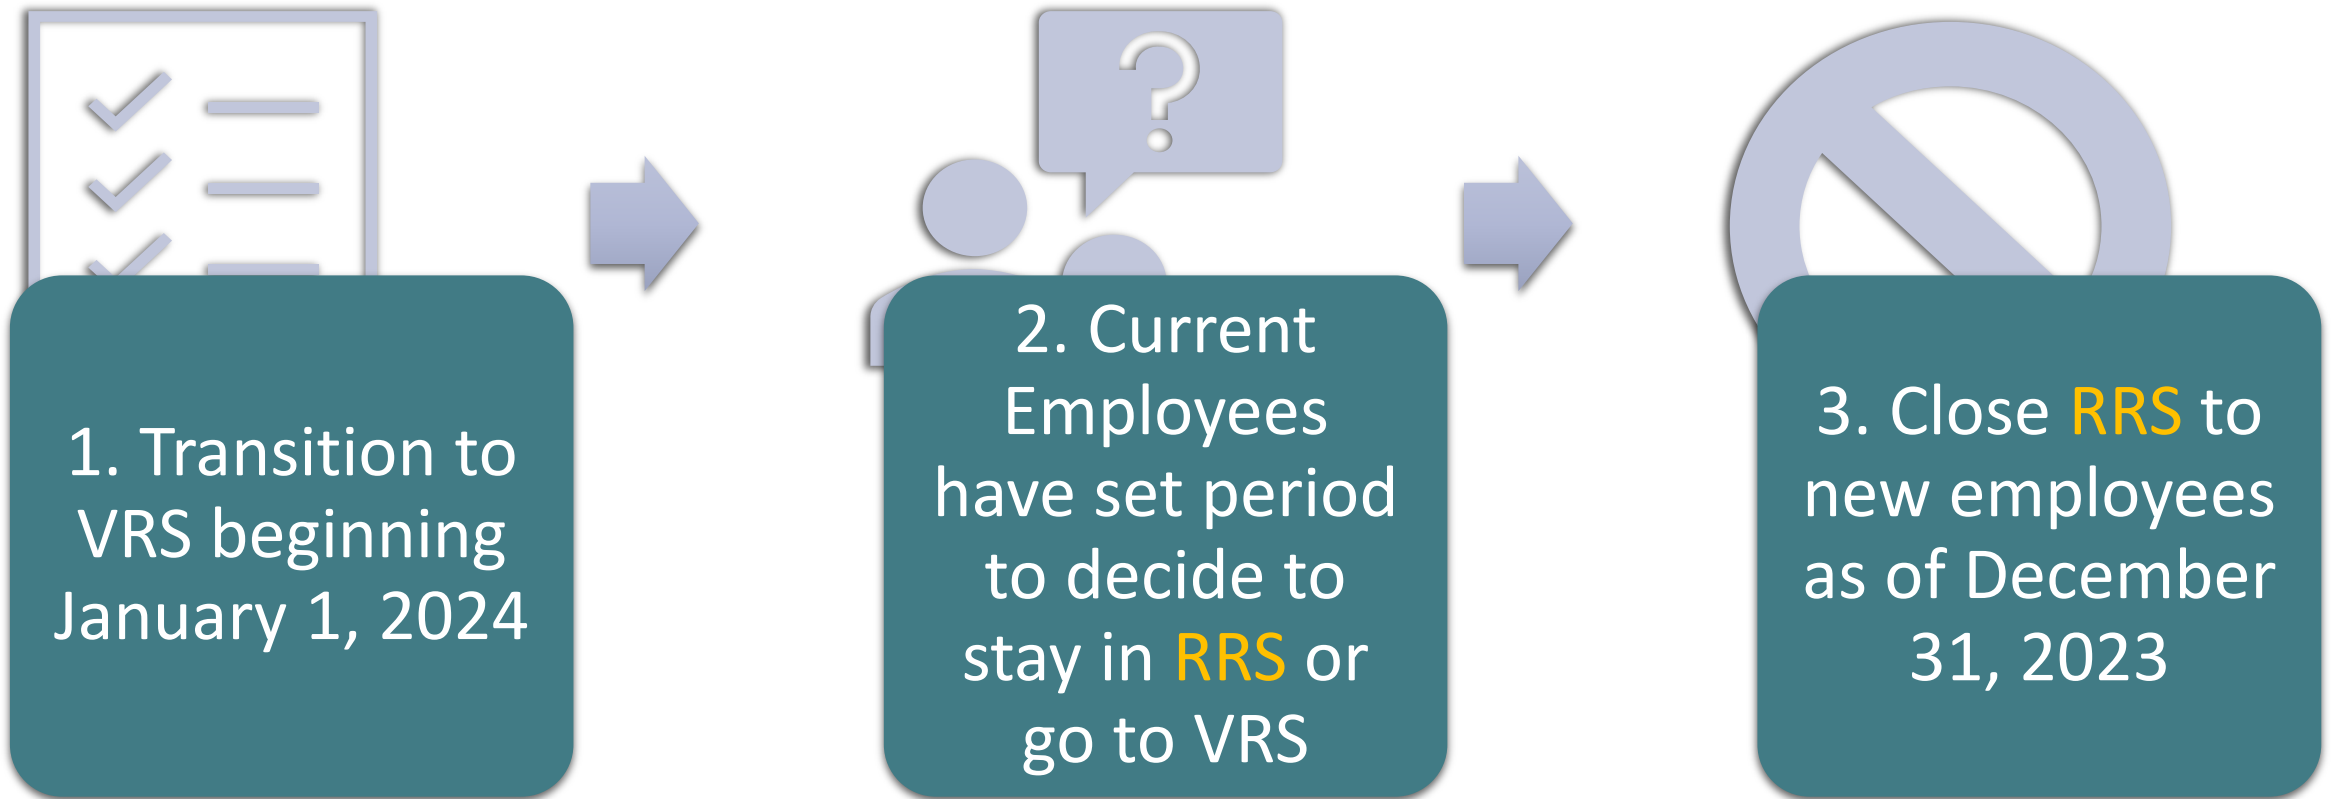 ?
1. Transition to
VRS beginning
January 1, 2024
2. Current
Employees
have set period
to decide to
stay in RRS or
go to VRS
3. Close RRS to
new employees
as of December
31, 2023